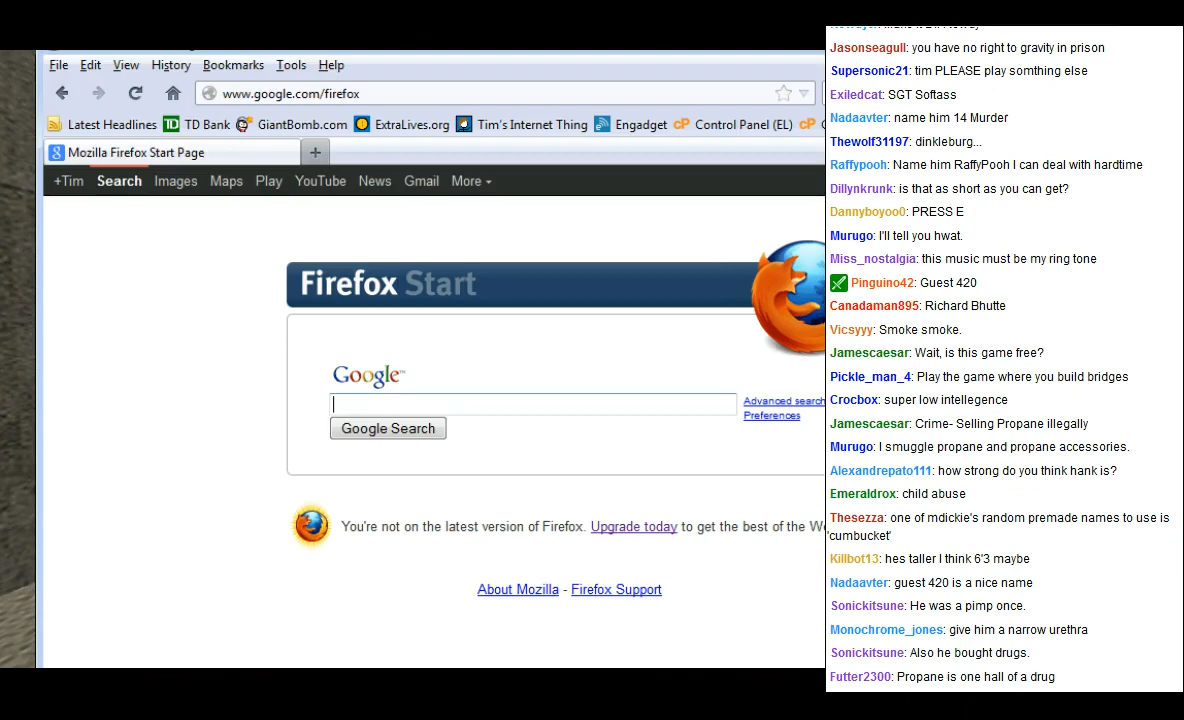 File Edit View History Bookmarks Tools Help
www.google.com/firefox
Latest Headlines TD TD Bank GiantBomb.com ExtraLives.org Tim's Internet Thing Engadget cP Control Panel (EL) cP
8 Mozilla Firefox Start Page +
+Tim Search Images Maps Play YouTube News Gmail More
Firefox Start
Google™
Advanced search
Preferences
Google Search
You're not on the latest version of Firefox. Upgrade today to get the best of the
About Mozilla - Firefox Support
Jasonseagull: you have no right to gravity in prison
Supersonic21: tim PLEASE play somthing else
Exiledcat: SGT Softass
Nadaavter: name him 14 Murder
Thewolf31197: dinkleburg...
Raffypooh: Name him RaffyPooh I can deal with hardtime
Dillynkrunk: is that as short as you can get?
Dannyboyoo0: PRESS E
Murugo: I'll tell you hwat.
Miss_nostalgia: this music must be my ring tone
Pinguino42: Guest 420
Canadaman895: Richard Bhutte
Vicsyyy: Smoke smoke.
Jamescaesar: Wait, is this game free?
Pickle_man_4: Play the game where you build bridges
Crocbox: super low intellegence
Jamescaesar: Crime- Selling Propane illegally
Murugo: I smuggle propane and propane accessories.
Alexandrepato111: how strong do you think hank is?
Emeraldrox: child abuse
Thesezza: one of mdickie's random premade names to use is
'cumbucket'
Killbot13: hes taller I think 6'3 maybe
Nadaavter: guest 420 is a nice name
Sonickitsune: He was a pimp once.
Monochrome_jones: give him a narrow urethra
Sonickitsune: Also he bought drugs.
Futter2300: Propane is one hall of a drug